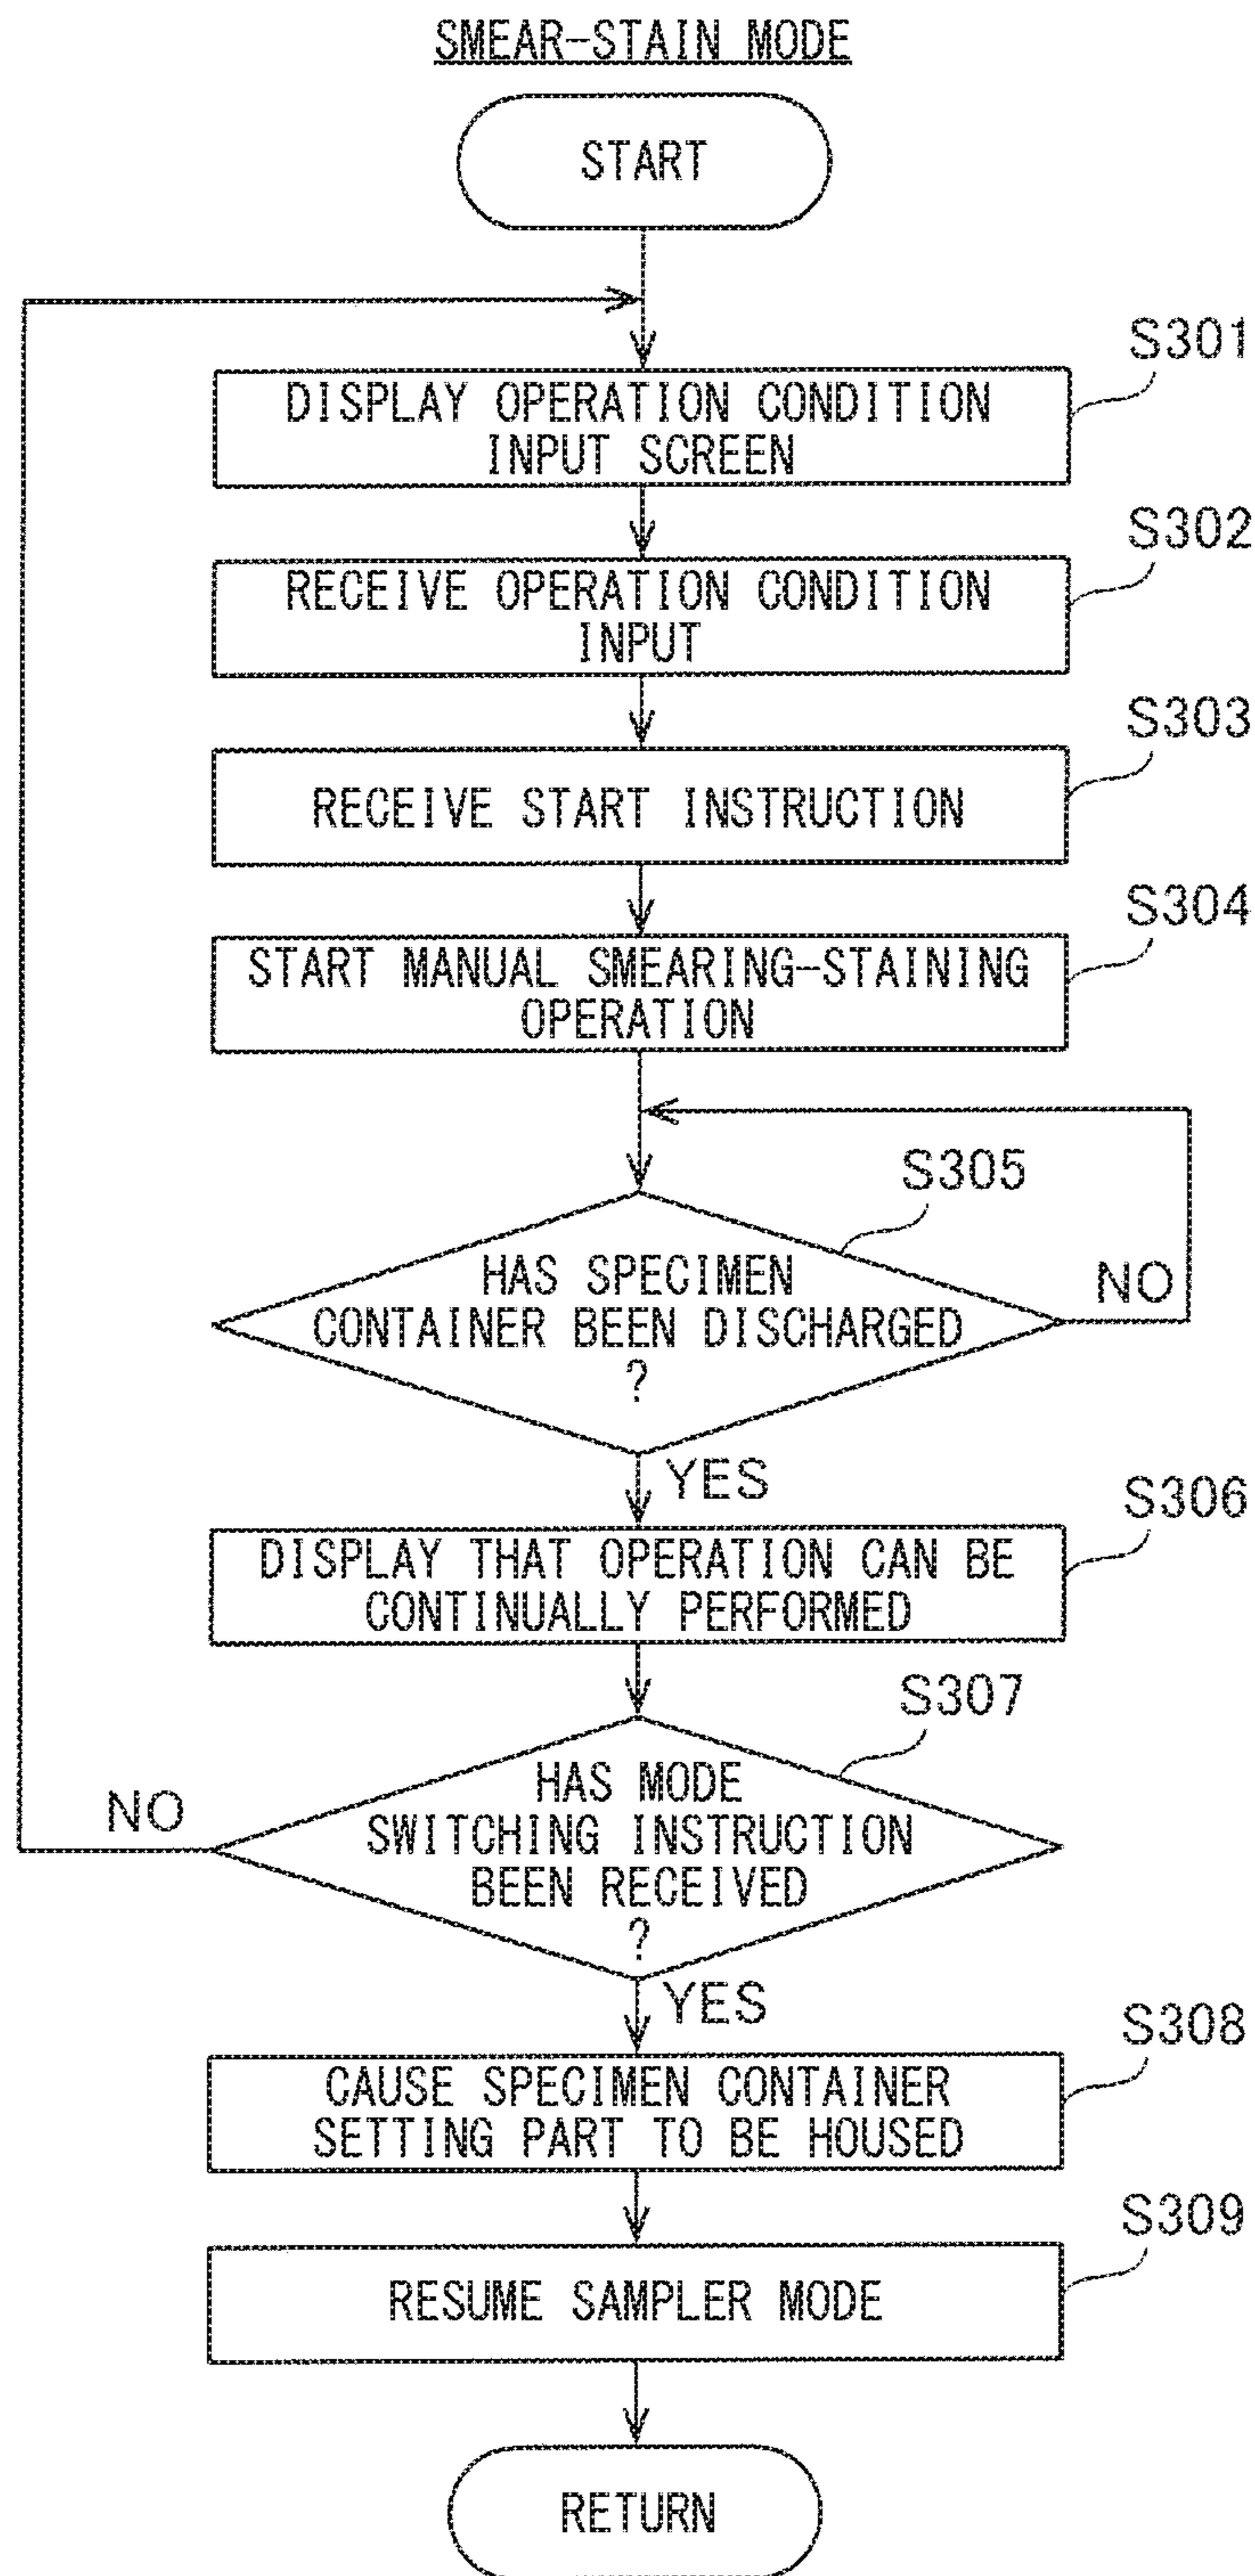 SMEAR-STAIN MODE
START
S301
DISPLAY OPERATION CONDITION
INPUT SCREEN
S302
RECEIVE OPERATION CONDITION
INPUT
S303
RECEIVE START INSTRUCTION
S304
START MANUAL SMEARING-STAINING
OPERATION
S305
HAS SPECIMEN
CONTAINER BEEN DISCHARGED
?
NO
YES
S306
DISPLAY THAT OPERATION CAN BE
CONTINUALLY PERFORMED
S307
HAS MODE
SWITCHING INSTRUCTION
BEEN RECEIVED
?
NO
YES
S308
CAUSE SPECIMEN CONTAINER
SETTING PART TO BE HOUSED
S309
RESUME SAMPLER MODE
RETURN